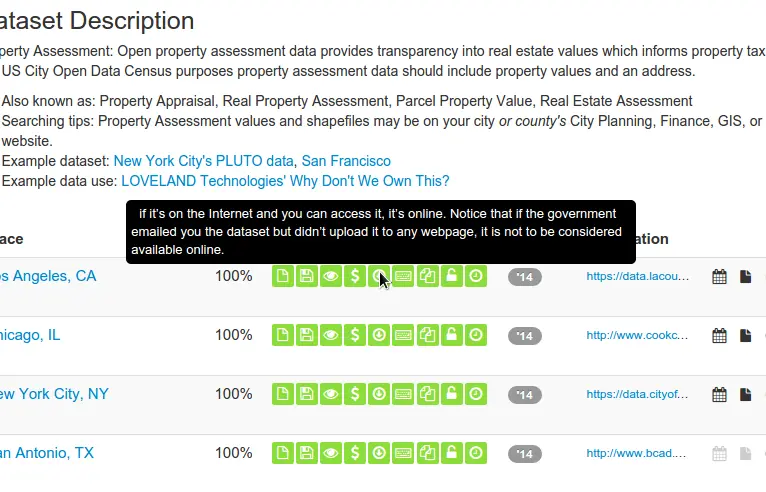 ataset Description
perty Assessment: Open property assessment data provides transparency into real estate values which informs property tax
US City Open Data Census purposes property assessment data should include property values and an address.
Also known as: Property Appraisal, Real Property Assessment, Parcel Property Value, Real Estate Assessment
Searching tips: Property Assessment values and shapefiles may be on your city or county's City Planning, Finance, GIS, or
website.
Example dataset: New York City's PLUTO data, San Francisco
Example data use: LOVELAND Technologies' Why Don't We Own This?
if it's on the Internet and you can access it, it's online. Notice that if the government
emailed you the dataset but didn't upload it to any webpage, it is not to be considered
available online.
ace ation
os Angeles, CA 100% $ '14 https://data.lacou...
hicago, IL 100% $ '14 http://www.cookc...
ew York City, NY 100% $ '14 https://data.cityof...
an Antonio, TX 100% $ '14 http://www.bcad....